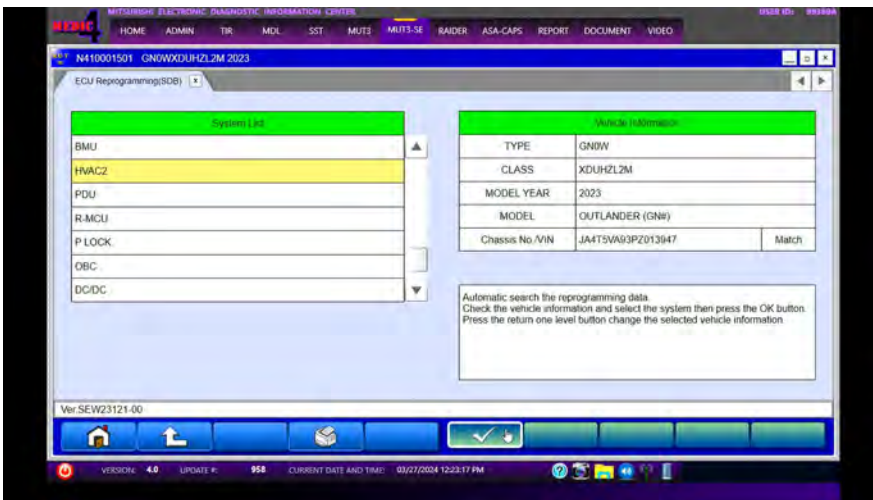 MITSUBISHI ELECTRONIC DIAGNOSTIC INFORMATION CENTER
USER ID: 99399A
MEDIC 4
HOME ADMIN TIR MDL SST MUT3 MUT3-SE RAIDER ASA-CAPS REPORT DOCUMENT VIDEO
N410001501 GN0WXDUHZL2M 2023
ECU Reprogramming(SDB)
System List
BMU
HVAC2
PDU
R-MCU
P LOCK
OBC
DC/DC
Vehicle Information
TYPE GN0W
CLASS XDUHZL2M
MODEL YEAR 2023
MODEL OUTLANDER (GN#)
Chassis No./VIN JA4T5VA93PZ013947 Match
Automatic search the reprogramming data.
Check the vehicle information and select the system then press the OK button.
Press the return one level button change the selected vehicle information
Ver.SEW23121-00
VERSION: 4.0 UPDATE #: 958 CURRENT DATE AND TIME: 03/27/2024 12:23:17 PM